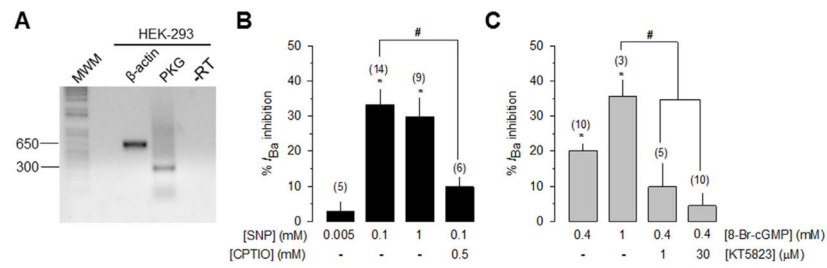 A
HEK-293
MWM
β-actin
PKG
-RT
650
300
B
#
% IBa inhibition
50
40
30
20
10
0
(5)
(14)
*
(9)
*
(6)
[SNP] (mM) 0.005 0.1 1 0.1
[CPTIO] (mM) - - - 0.5
C
#
% IBa inhibition
50
40
30
20
10
0
(10)
*
(3)
*
(5)
(10)
0.4 1 0.4 0.4 [8-Br-cGMP] (mM)
- - 1 30 [KT5823] (μM)